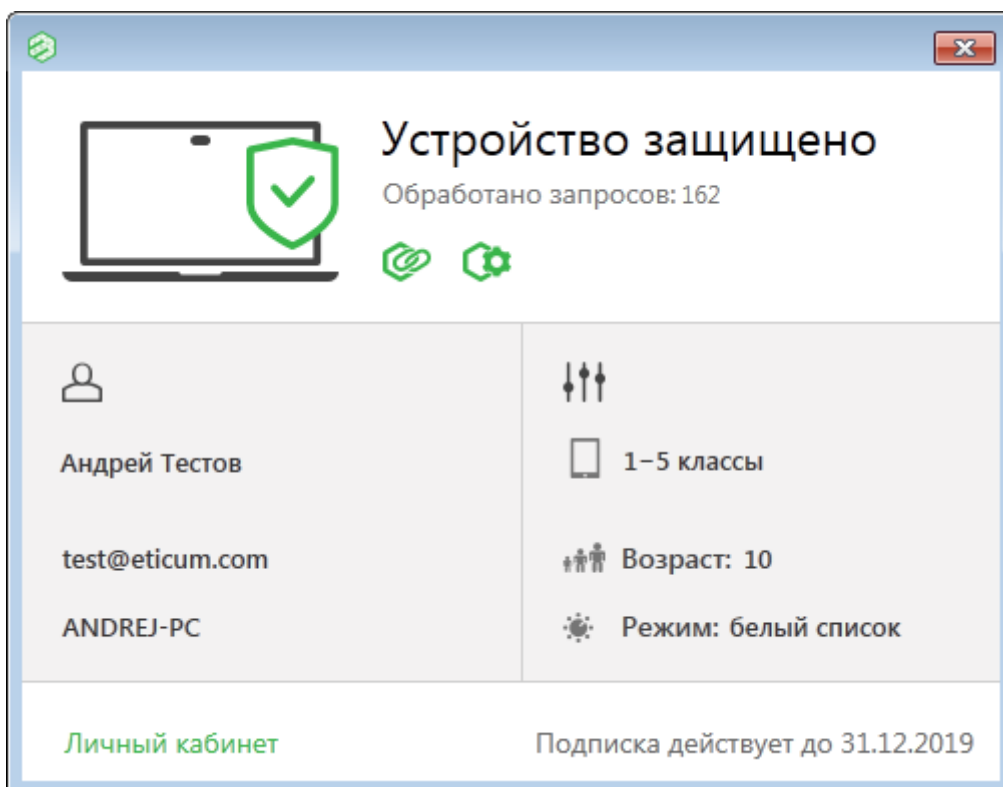 Устройство защищено
Обработано запросов: 162
Андрей Тестов
test@eticum.com
ANDREJ-PC
1–5 классы
Возраст: 10
Режим: белый список
Личный кабинет
Подписка действует до 31.12.2019